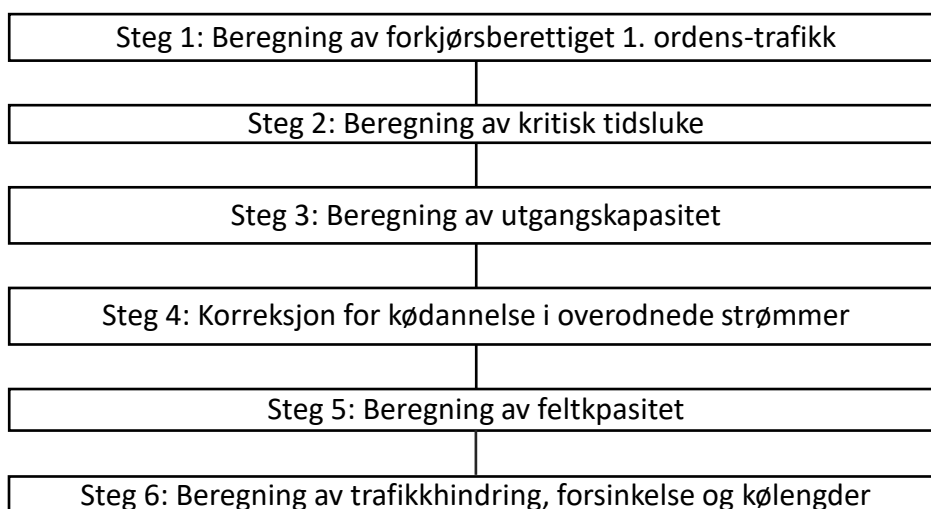 Steg 1: Beregning av forkjørsberettiget 1. ordens-trafikk
Steg 2: Beregning av kritisk tidsluke
Steg 3: Beregning av utgangskapasitet
Steg 4: Korreksjon for kødannelse i overodnede strømmer
Steg 5: Beregning av feltkpasitet
Steg 6: Beregning av trafikkhindring, forsinkelse og kølengder